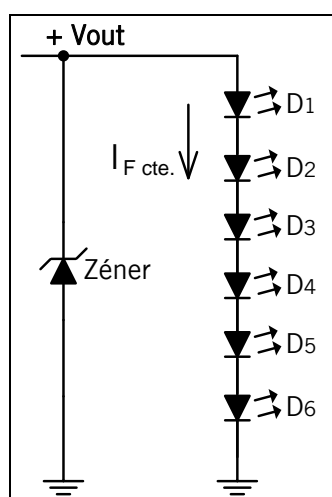 + Vout
D1
D2
I F cte.
D3
Zéner
D4
D5
D6